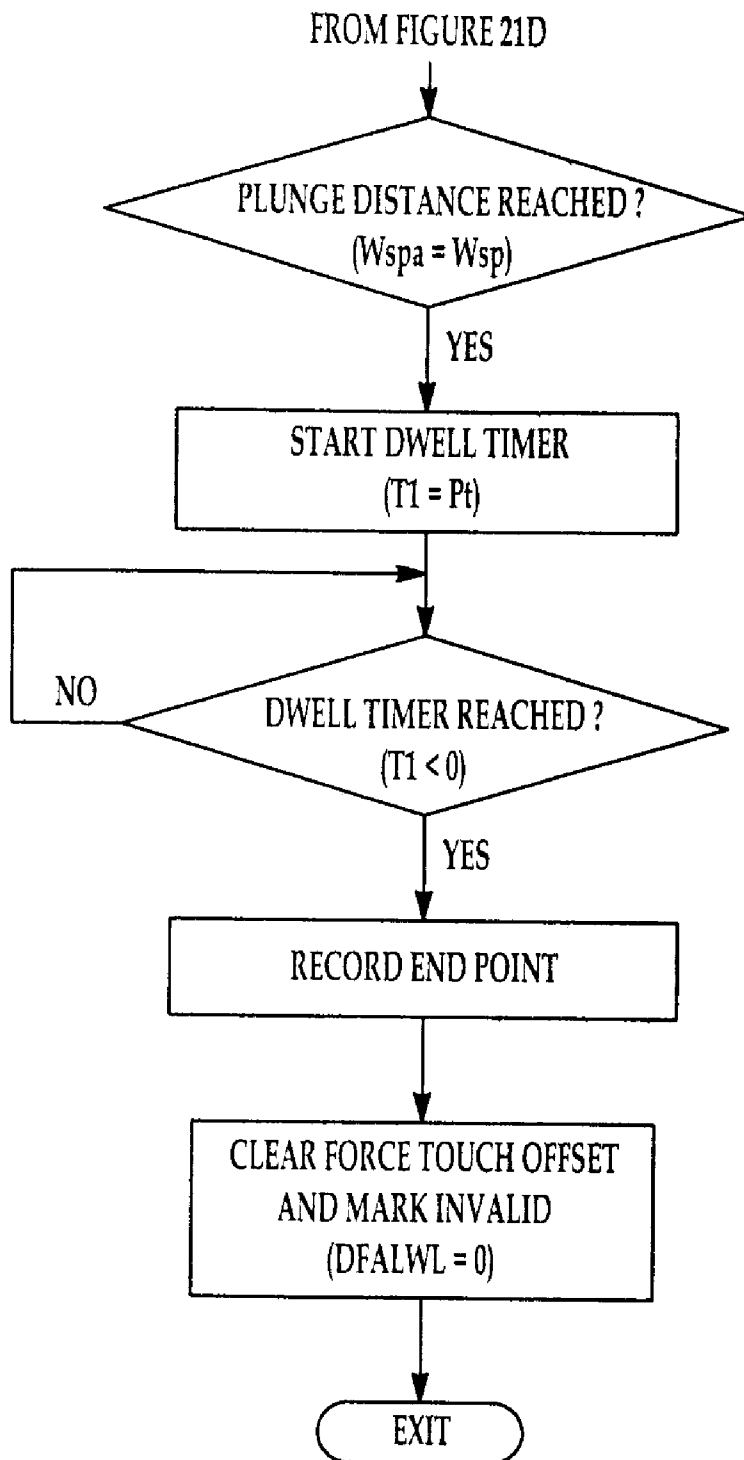 FROM FIGURE 21D
PLUNGE DISTANCE REACHED ?
(Wspa = Wsp)
YES
START DWELL TIMER
(T1 = Pt)
NO
DWELL TIMER REACHED ?
(T1 < 0)
YES
RECORD END POINT
CLEAR FORCE TOUCH OFFSET
AND MARK INVALID
(DFALWL = 0)
EXIT